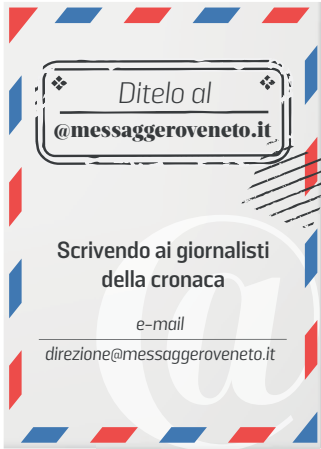 Ditelo al
@messaggeroveneto.it
Scrivendo ai giornalisti
della cronaca
e-mail
direzione@messaggeroveneto.it